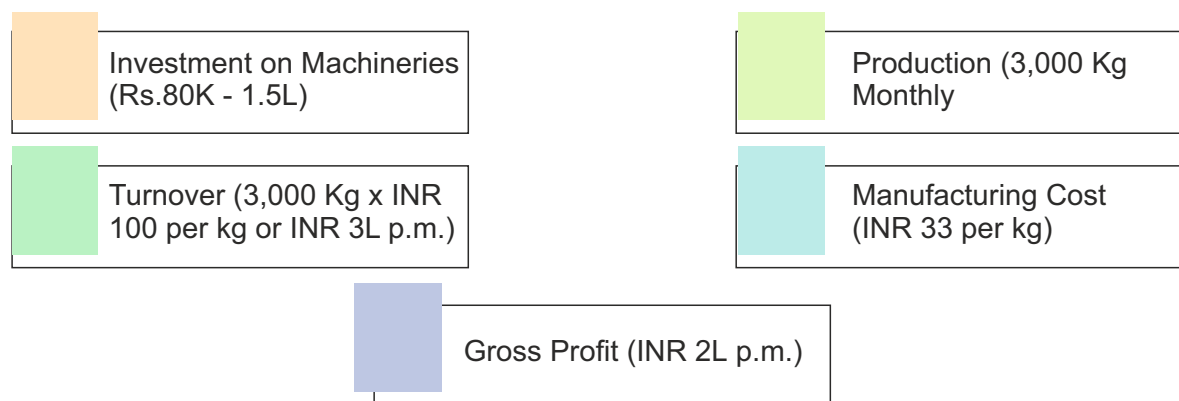 Investment on Machineries
(Rs.80K - 1.5L)
Production (3,000 Kg
Monthly
Turnover (3,000 Kg x INR
100 per kg or INR 3L p.m.)
Manufacturing Cost
(INR 33 per kg)
Gross Profit (INR 2L p.m.)